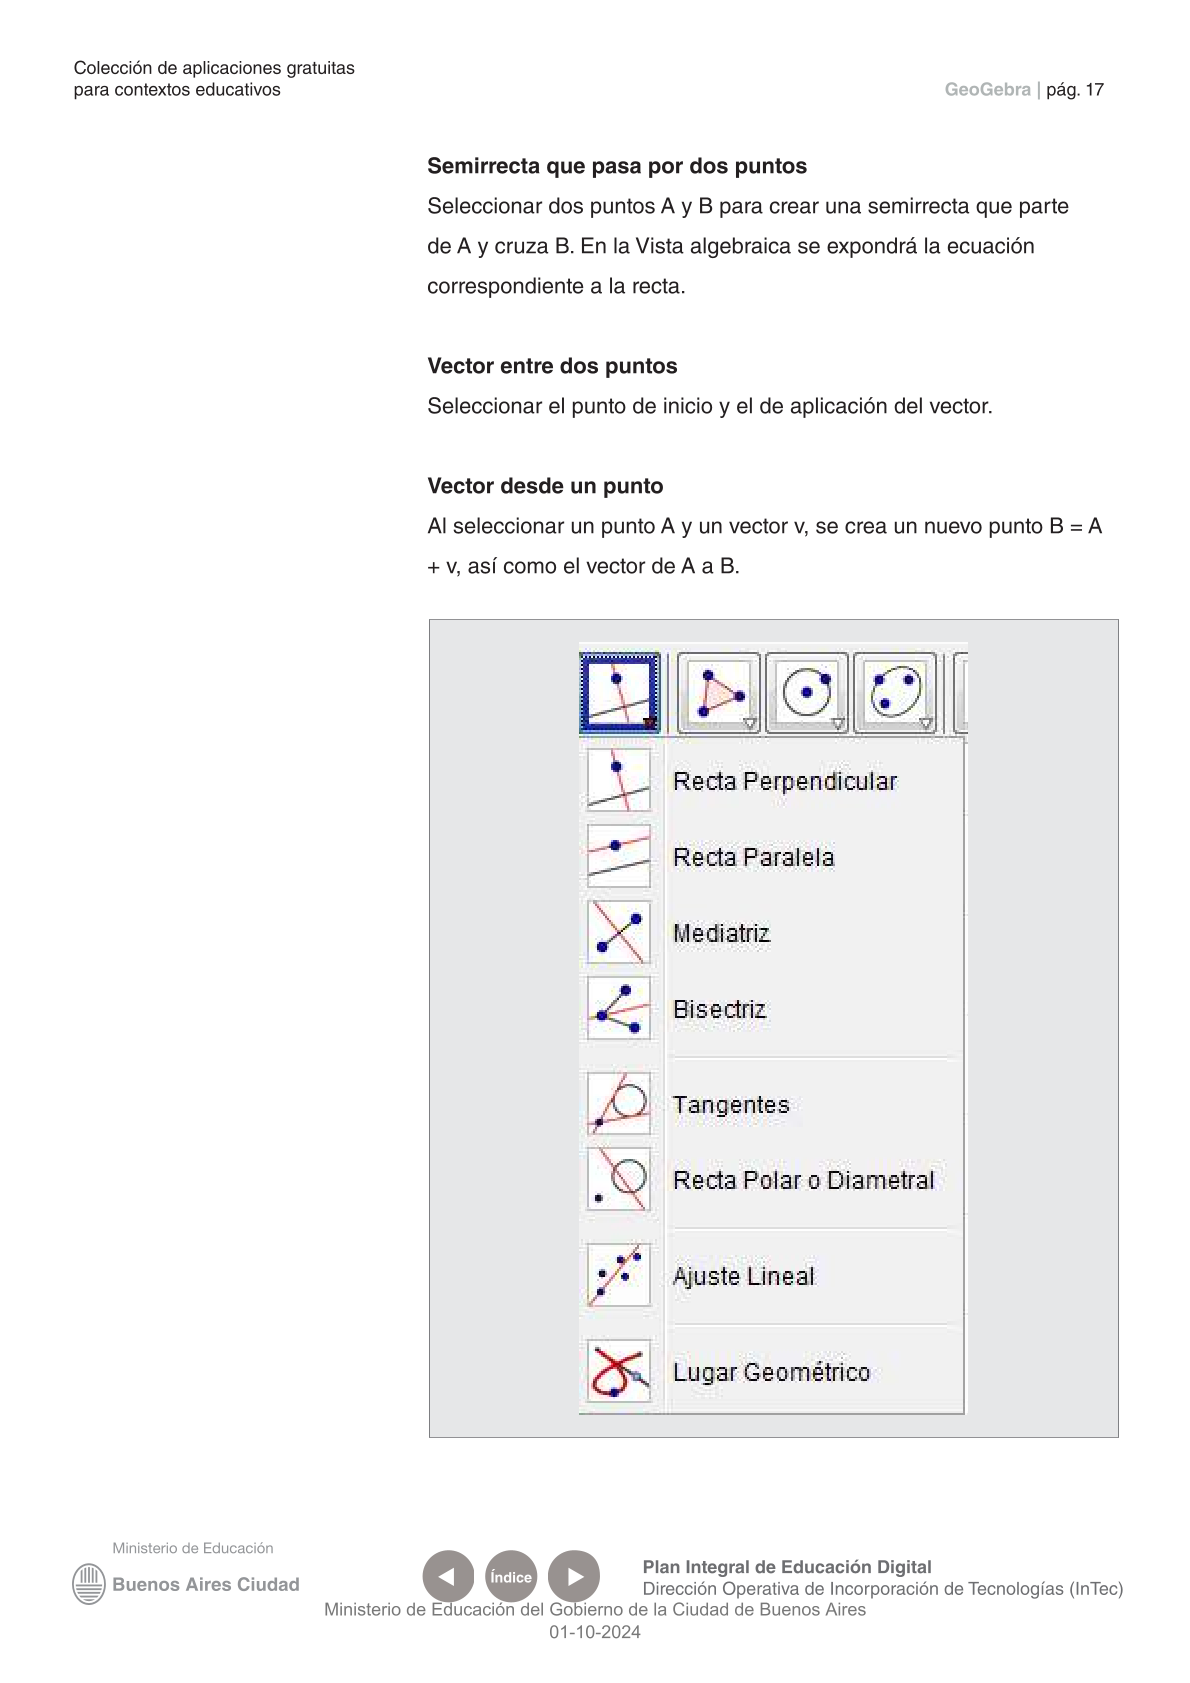 Colección de aplicaciones gratuitas
para contextos educativos
GeoGebra | pág. 17
Semirrecta que pasa por dos puntos
Seleccionar dos puntos A y B para crear una semirrecta que parte
de A y cruza B. En la Vista algebraica se expondrá la ecuación
correspondiente a la recta.
Vector entre dos puntos
Seleccionar el punto de inicio y el de aplicación del vector.
Vector desde un punto
Al seleccionar un punto A y un vector v, se crea un nuevo punto B = A
+ v, así como el vector de A a B.
Recta Perpendicular
Recta Paralela
Mediatriz
Bisectriz
Tangentes
Recta Polar o Diametral
Ajuste Lineal
Lugar Geométrico
Ministerio de Educación
Buenos Aires Ciudad
Índice
Plan Integral de Educación Digital
Dirección Operativa de Incorporación de Tecnologías (InTec)
Ministerio de Educación del Gobierno de la Ciudad de Buenos Aires
01-10-2024